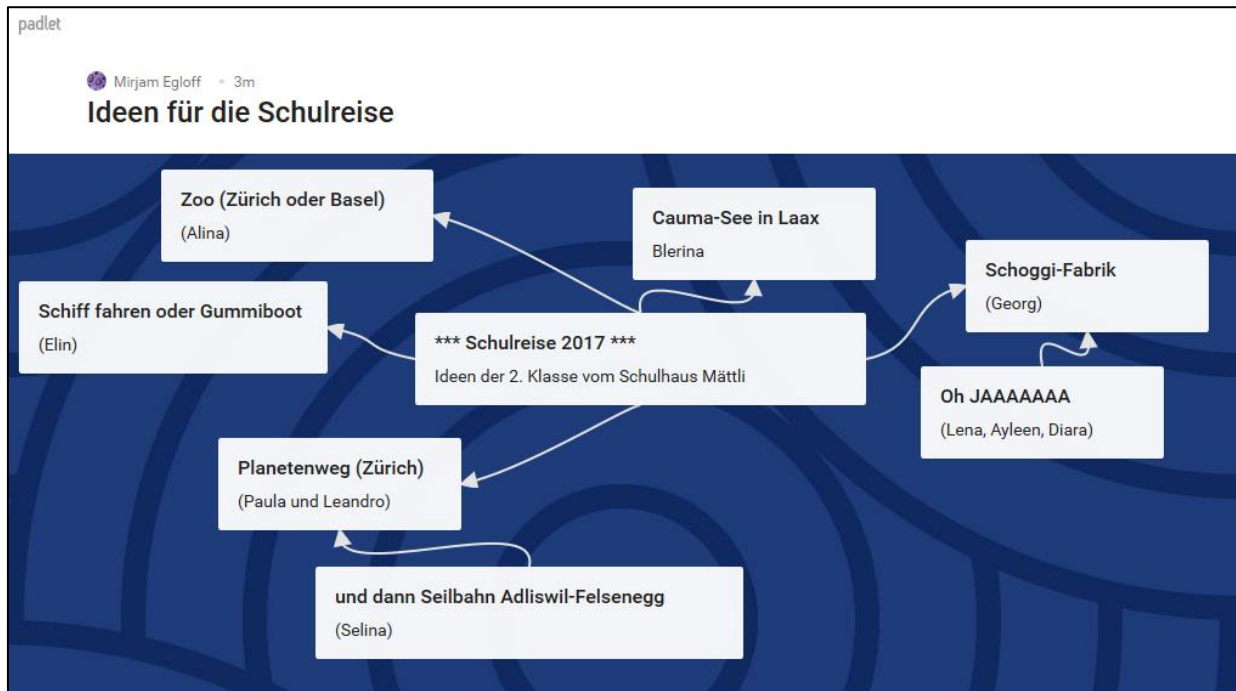 padlet
Mirjam Egloff • 3m
Ideen für die Schulreise
Zoo (Zürich oder Basel)
(Alina)
Cauma-See in Laax
Blerina
Schoggi-Fabrik
(Georg)
Schiff fahren oder Gummiboot
(Elin)
*** Schulreise 2017 ***
Ideen der 2. Klasse vom Schulhaus Mättli
Oh JAAAAAAA
(Lena, Ayleen, Diara)
Planetenweg (Zürich)
(Paula und Leandro)
und dann Seilbahn Adliswil-Felsenegg
(Selina)